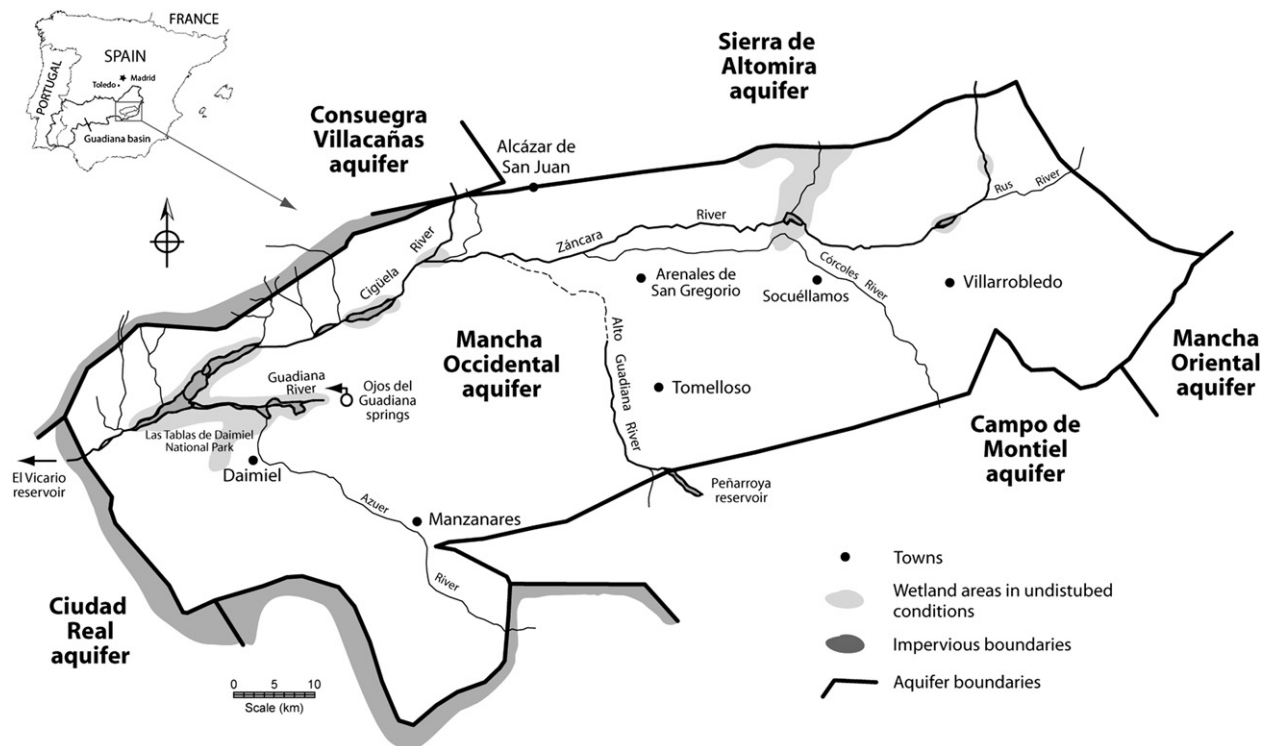 FRANCE
SPAIN
PORTUGAL
Madrid
Toledo
Guadiana basin
Sierra de
Altomira
aquifer
Consuegra
Villacañas
aquifer
Alcázar de
San Juan
River
Cigüela
Záncara
River
Rus
River
Arenales de
San Gregorio
Socuéllamos
Córcoles River
Villarrobledo
Mancha
Occidental
aquifer
Alto Guadiana River
Tomelloso
Mancha
Oriental
aquifer
Guadiana
River
Ojos del
Guadiana
springs
Las Tablas de Daimiel
National Park
El Vicario
reservoir
Daimiel
Azuer
River
Manzanares
Peñarroya
reservoir
Campo de
Montiel
aquifer
Ciudad
Real
aquifer
0 5 10
Scale (km)
Towns
Wetland areas in undistubed
conditions
Impervious boundaries
Aquifer boundaries